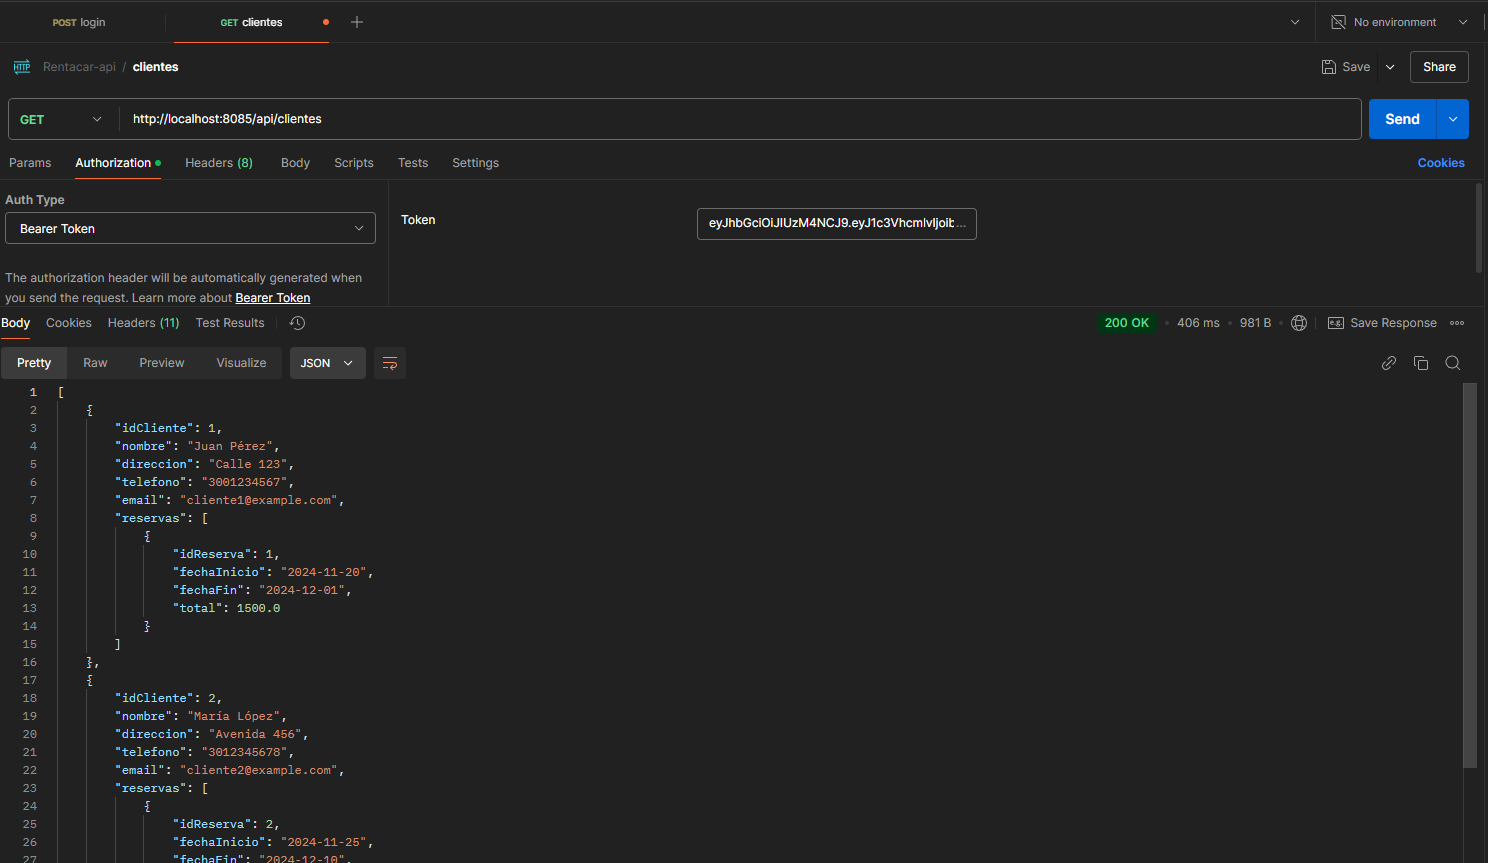 POST login
GET clientes
No environment
HTTP Rentacar-api / clientes
Save
Share
GET
http://localhost:8085/api/clientes
Send
Params
Authorization
Headers (8)
Body
Scripts
Tests
Settings
Cookies
Auth Type
Bearer Token
The authorization header will be automatically generated when
you send the request. Learn more about Bearer Token
Token
eyJhbGciOiJIUzM4NCJ9.eyJ1c3VhcmlvIjoib...
Body
Cookies
Headers (11)
Test Results
200 OK
406 ms
981 B
e.g.
Save Response
Pretty
Raw
Preview
Visualize
JSON
1 [
2 {
3 "idCliente": 1,
4 "nombre": "Juan Pérez",
5 "direccion": "Calle 123",
6 "telefono": "3001234567",
7 "email": "cliente1@example.com",
8 "reservas": [
9 {
10 "idReserva": 1,
11 "fechaInicio": "2024-11-20",
12 "fechaFin": "2024-12-01",
13 "total": 1500.0
14 }
15 ]
16 },
17 {
18 "idCliente": 2,
19 "nombre": "María López",
20 "direccion": "Avenida 456",
21 "telefono": "3012345678",
22 "email": "cliente2@example.com",
23 "reservas": [
24 {
25 "idReserva": 2,
26 "fechaInicio": "2024-11-25",
27 "fechaFin": "2024-12-10",